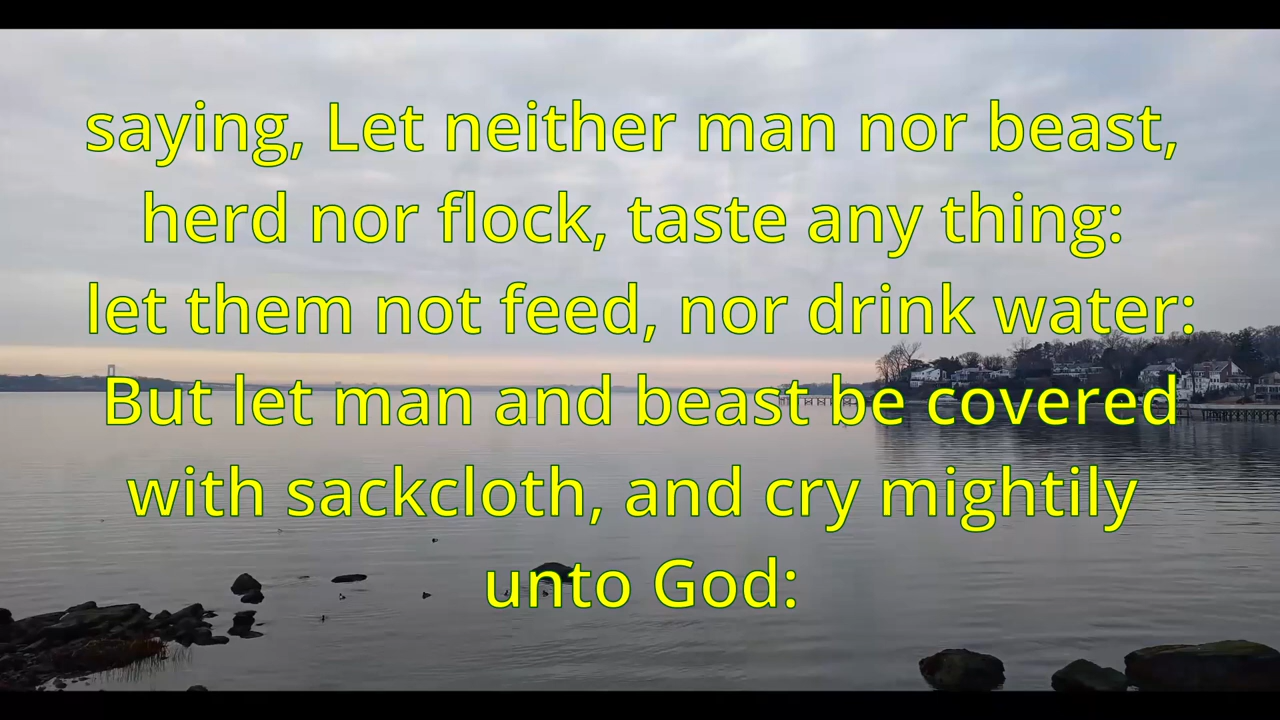 saying, Let neither man nor beast,
herd nor flock, taste any thing:
let them not feed, nor drink water:
But let man and beast be covered
with sackcloth, and cry mightily
unto God: